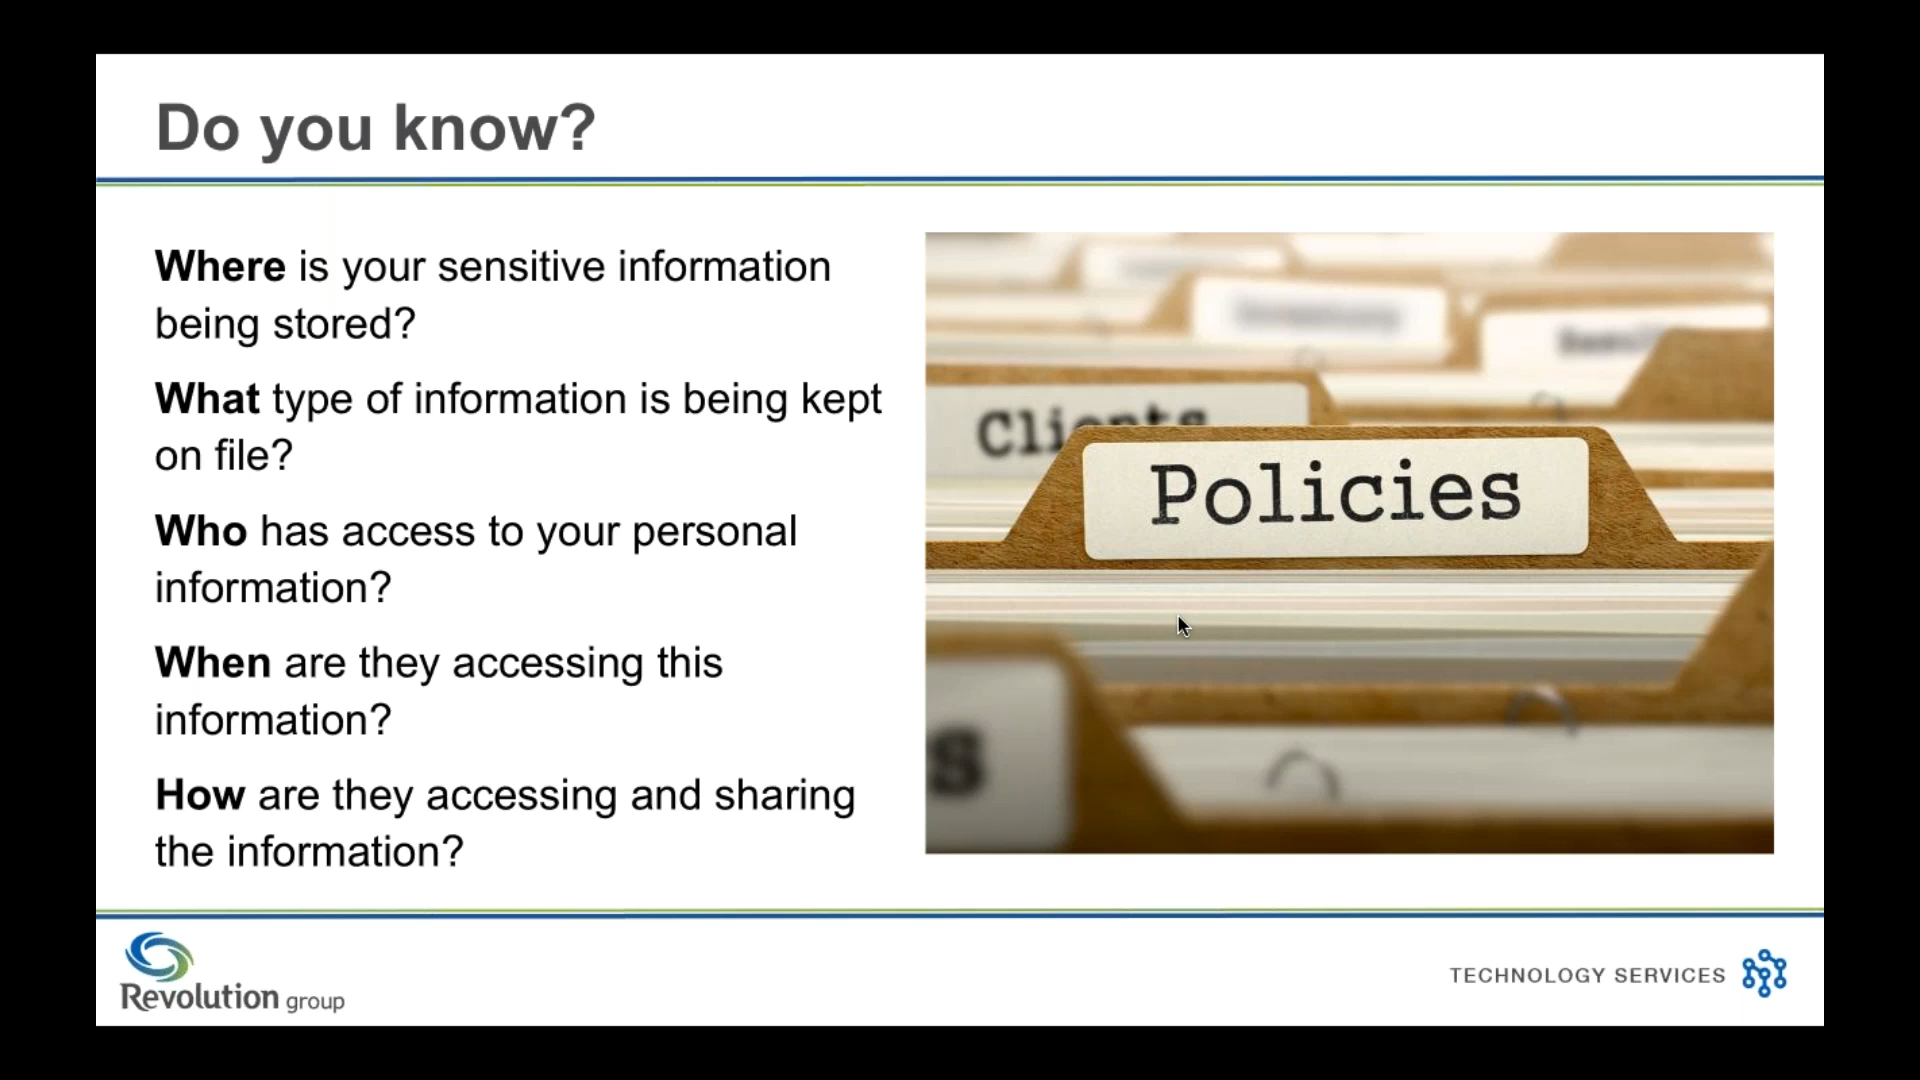 Do you know?
Where is your sensitive information
being stored?
What type of information is being kept
on file?
Who has access to your personal
information?
When are they accessing this
information?
How are they accessing and sharing
the information?
Clients
Policies
s
Revolution group
TECHNOLOGY SERVICES